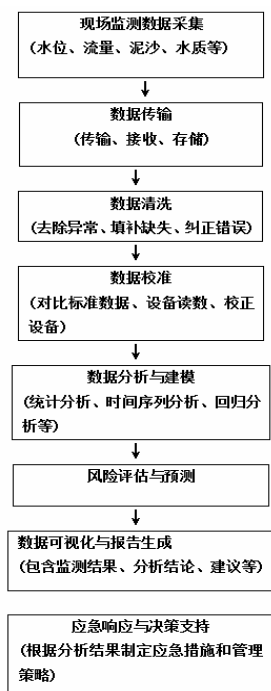 现场监测数据采集
(水位、流量、泥沙、水质等)
数据传输
(传输、接收、存储)
数据清洗
(去除异常、填补缺失、纠正错误)
数据校准
(对比标准数据、设备读数、校正
设备)
数据分析与建模
(统计分析、时间序列分析、回归分
析等)
风险评估与预测
数据可视化与报告生成
(包含监测结果、分析结论、建议等)
应急响应与决策支持
(根据分析结果制定应急措施和管理
策略)